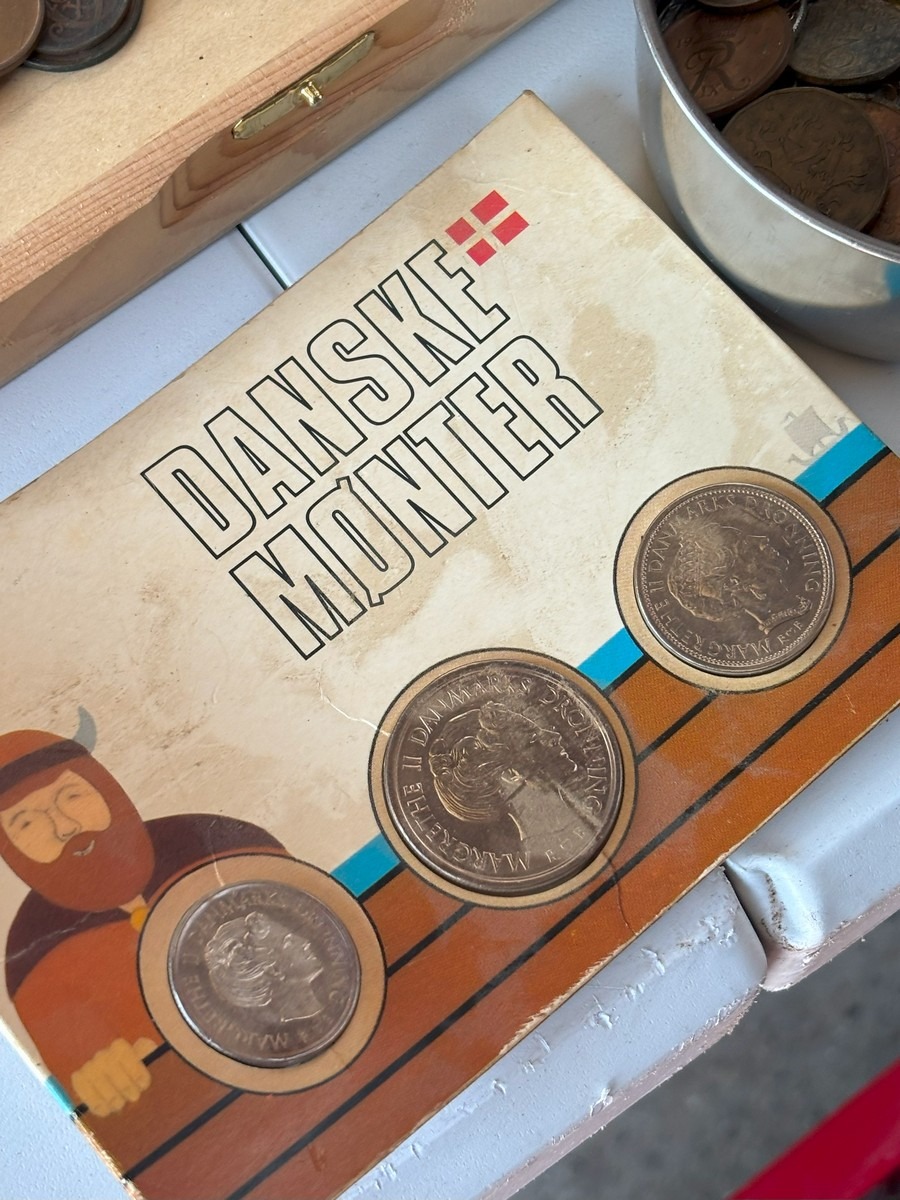 DANSKE
MØNTER
MARGRETHE II DANMARKS DRONNING
MARGRETHE II DANMARKS DRONNING
MARGRETHE II DANMARKS DRONNING
R